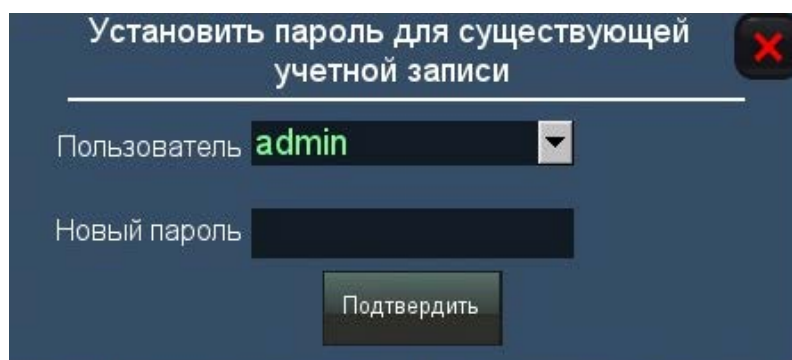 Установить пароль для существующей
учетной записи
Пользователь admin
Новый пароль
Подтвердить